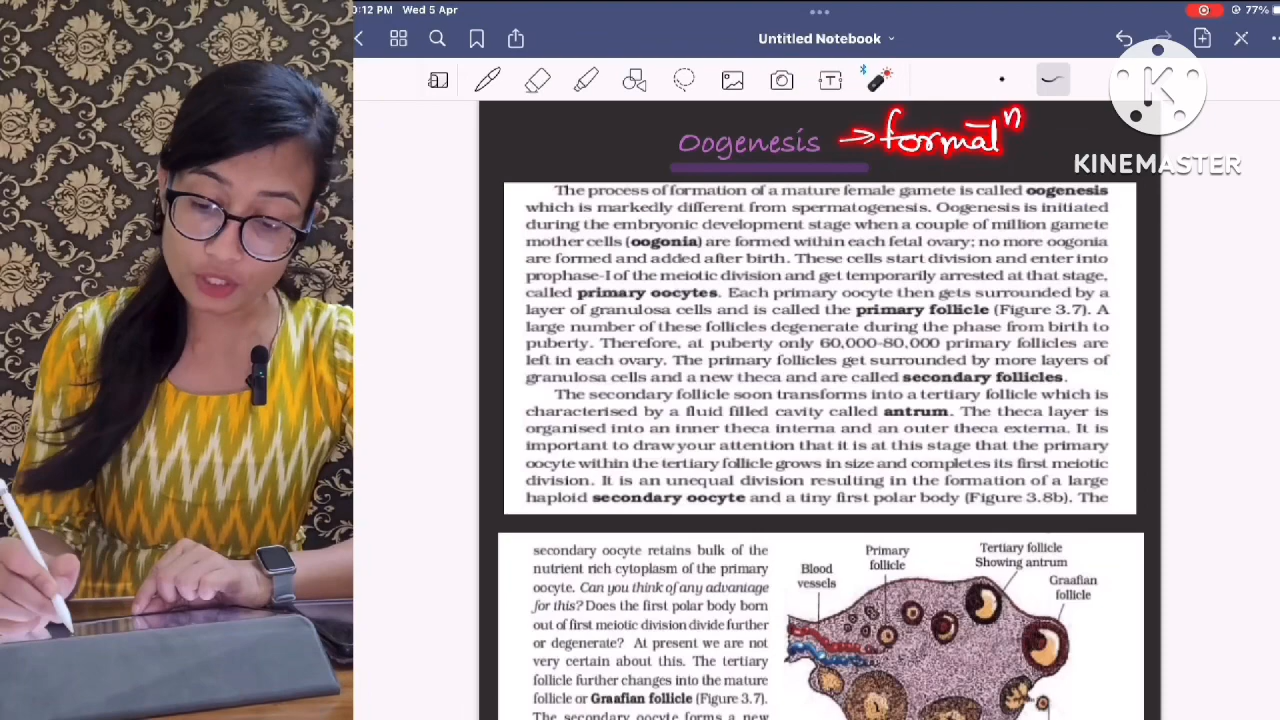 0:12 PM Wed 5 Apr
77%
Untitled Notebook
KINEMASTER
Oogenesis → formāⁿ
The process of formation of a mature female gamete is called oogenesis
which is markedly different from spermatogenesis. Oogenesis is initiated
during the embryonic development stage when a couple of million gamete
mother cells (oogonia) are formed within each fetal ovary; no more oogonia
are formed and added after birth. These cells start division and enter into
prophase-I of the meiotic division and get temporarily arrested at that stage,
called primary oocytes. Each primary oocyte then gets surrounded by a
layer of granulosa cells and is called the primary follicle (Figure 3.7). A
large number of these follicles degenerate during the phase from birth to
puberty. Therefore, at puberty only 60,000-80,000 primary follicles are
left in each ovary. The primary follicles get surrounded by more layers of
granulosa cells and a new theca and are called secondary follicles.
The secondary follicle soon transforms into a tertiary follicle which is
characterised by a fluid filled cavity called antrum. The theca layer is
organised into an inner theca interna and an outer theca externa. It is
important to draw your attention that it is at this stage that the primary
oocyte within the tertiary follicle grows in size and completes its first meiotic
division. It is an unequal division resulting in the formation of a large
haploid secondary oocyte and a tiny first polar body (Figure 3.8b). The
secondary oocyte retains bulk of the
nutrient rich cytoplasm of the primary
oocyte. Can you think of any advantage
for this? Does the first polar body born
out of first meiotic division divide further
or degenerate? At present we are not
very certain about this. The tertiary
follicle further changes into the mature
follicle or Graafian follicle (Figure 3.7).
The secondary oocyte forms a new
Blood
vessels
Primary
follicle
Tertiary follicle
Showing antrum
Graafian
follicle